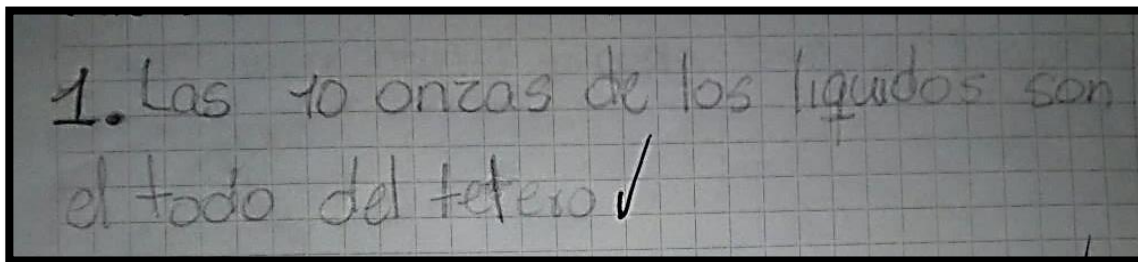 1. Las 10 onzas de los liquidos son
el todo del tetero ✓